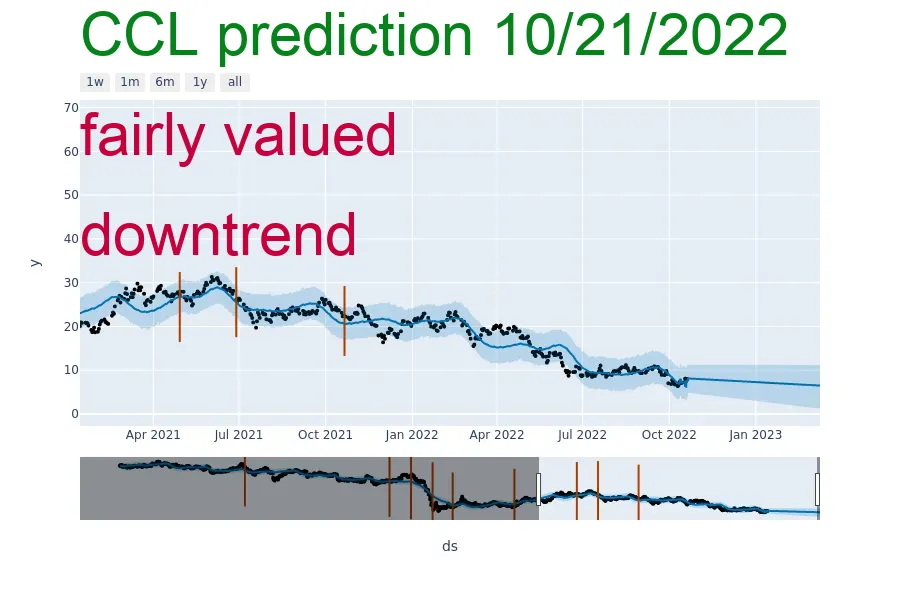 CCL prediction 10/21/2022
1w 1m 6m 1y all
70
fairly valued
60
50
downtrend
40
y
30
20
10
0
Apr 2021 Jul 2021 Oct 2021 Jan 2022 Apr 2022 Jul 2022 Oct 2022 Jan 2023
ds